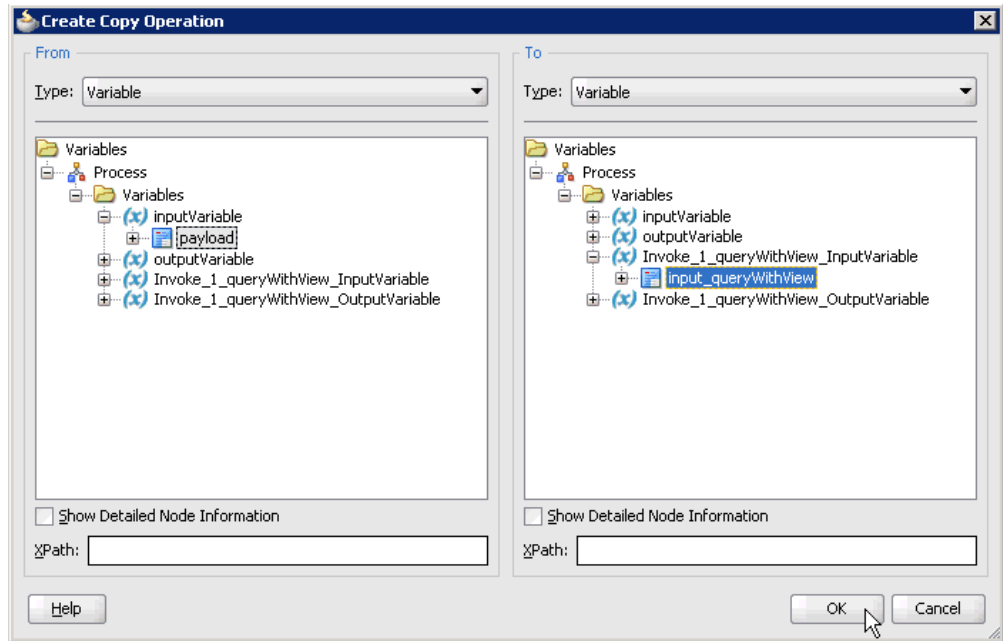 Create Copy Operation
From
Type: Variable
Variables
Process
Variables
(x) inputVariable
payload
(x) outputVariable
(x) Invoke_1_queryWithView_InputVariable
(x) Invoke_1_queryWithView_OutputVariable
Show Detailed Node Information
XPath:
To
Type: Variable
Variables
Process
Variables
(x) inputVariable
(x) outputVariable
(x) Invoke_1_queryWithView_InputVariable
input_queryWithView
(x) Invoke_1_queryWithView_OutputVariable
Show Detailed Node Information
XPath:
Help
OK
Cancel